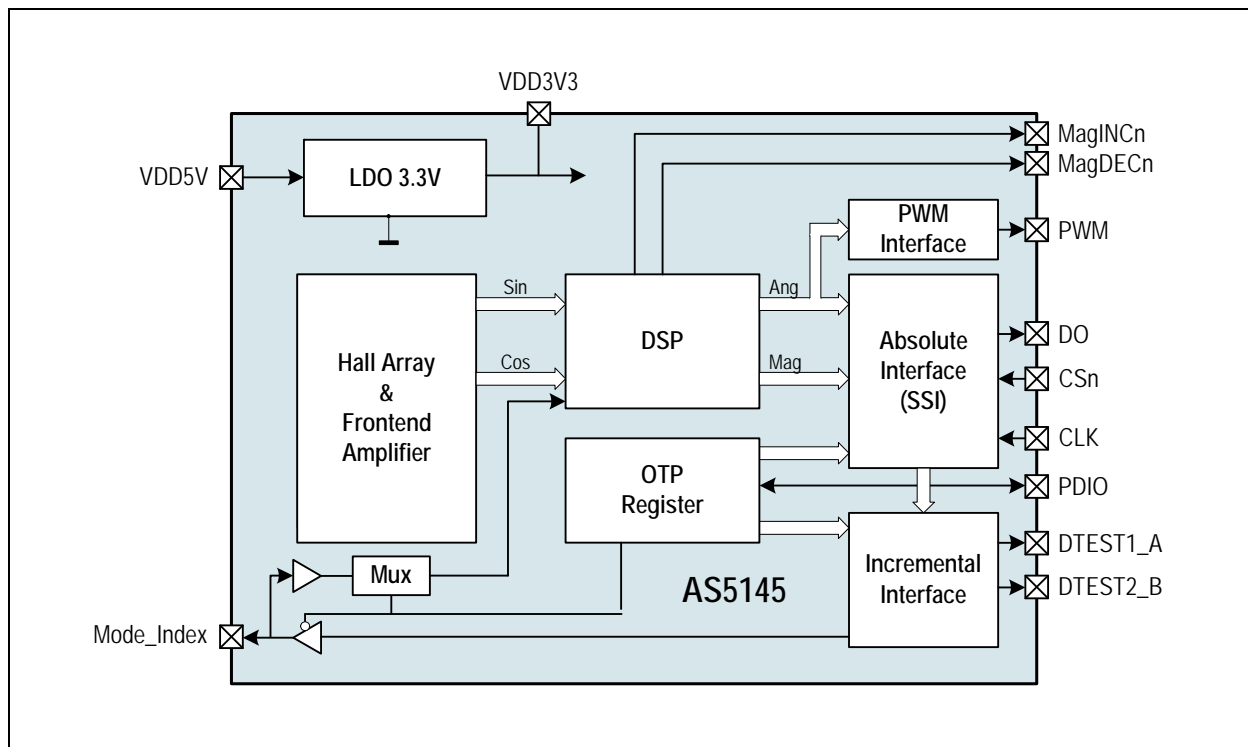 VDD3V3
MagINCn
MagDECn
VDD5V
LDO 3.3V
PWM
Interface
PWM
Sin
Ang
Hall Array
&
Frontend
Amplifier
DSP
Absolute
Interface
(SSI)
DO
Cos
Mag
CSn
CLK
OTP
Register
PDIO
DTEST1_A
Mux
AS5145
Incremental
Interface
DTEST2_B
Mode_Index